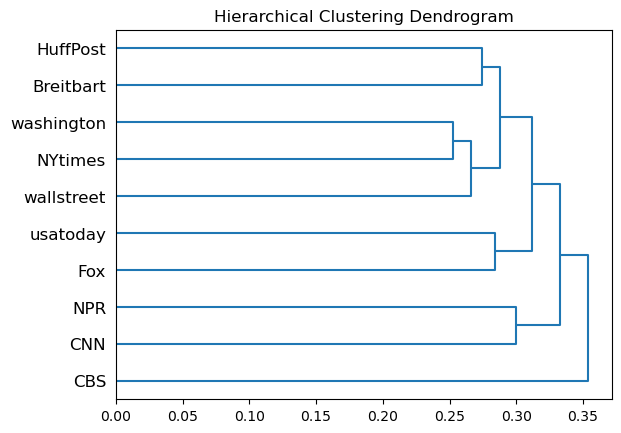 Hierarchical Clustering Dendrogram
HuffPost
Breitbart
washington
NYtimes
wallstreet
usatoday
Fox
NPR
CNN
CBS
0.00 0.05 0.10 0.15 0.20 0.25 0.30 0.35